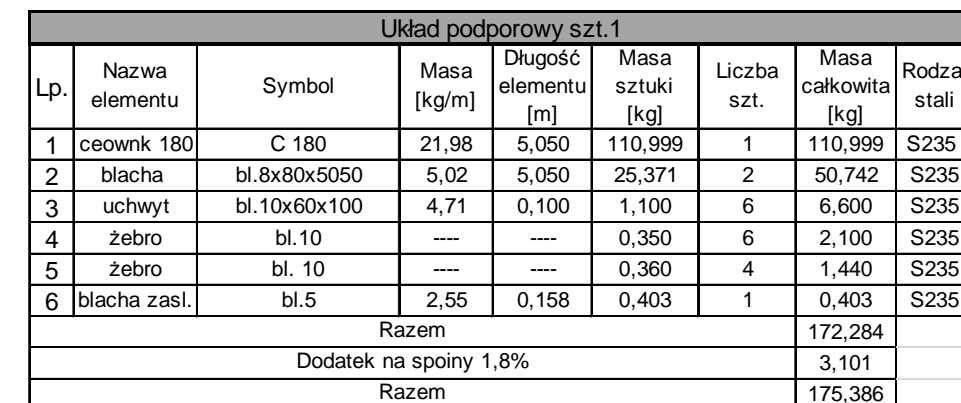 Układ podporowy szt.1
Lp. Nazwa elementu Symbol Masa [kg/m] Długość elementu [m] Masa sztuki [kg] Liczba szt. Masa całkowita [kg] Rodza stali
1 ceownk 180 C 180 21,98 5,050 110,999 1 110,999 S235
2 blacha bl.8x80x5050 5,02 5,050 25,371 2 50,742 S235
3 uchwyt bl.10x60x100 4,71 0,100 1,100 6 6,600 S235
4 żebro bl.10 ---- ---- 0,350 6 2,100 S235
5 żebro bl. 10 ---- ---- 0,360 4 1,440 S235
6 blacha zasl. bl.5 2,55 0,158 0,403 1 0,403 S235
Razem 172,284
Dodatek na spoiny 1,8% 3,101
Razem 175,386